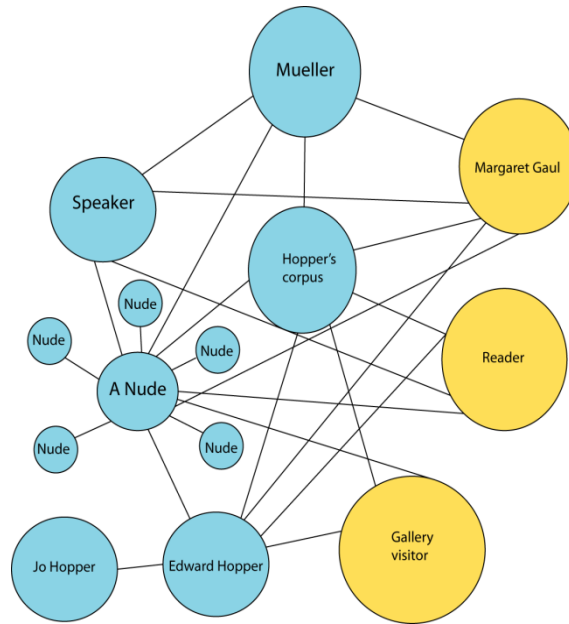 Mueller
Margaret Gaul
Speaker
Hopper's
corpus
Nude
Nude
Nude
Reader
A Nude
Nude
Nude
Gallery
visitor
Jo Hopper
Edward Hopper